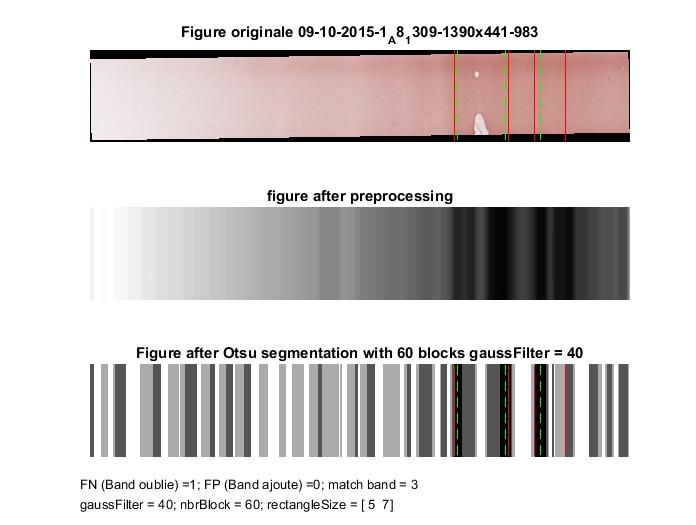 Figure originale 09-10-2015-1A81309-1390x441-983
figure after preprocessing
Figure after Otsu segmentation with 60 blocks gaussFilter = 40
FN (Band oublie) =1; FP (Band ajoute) =0; match band = 3
gaussFilter = 40; nbrBlock = 60; rectangleSize = [ 5  7]